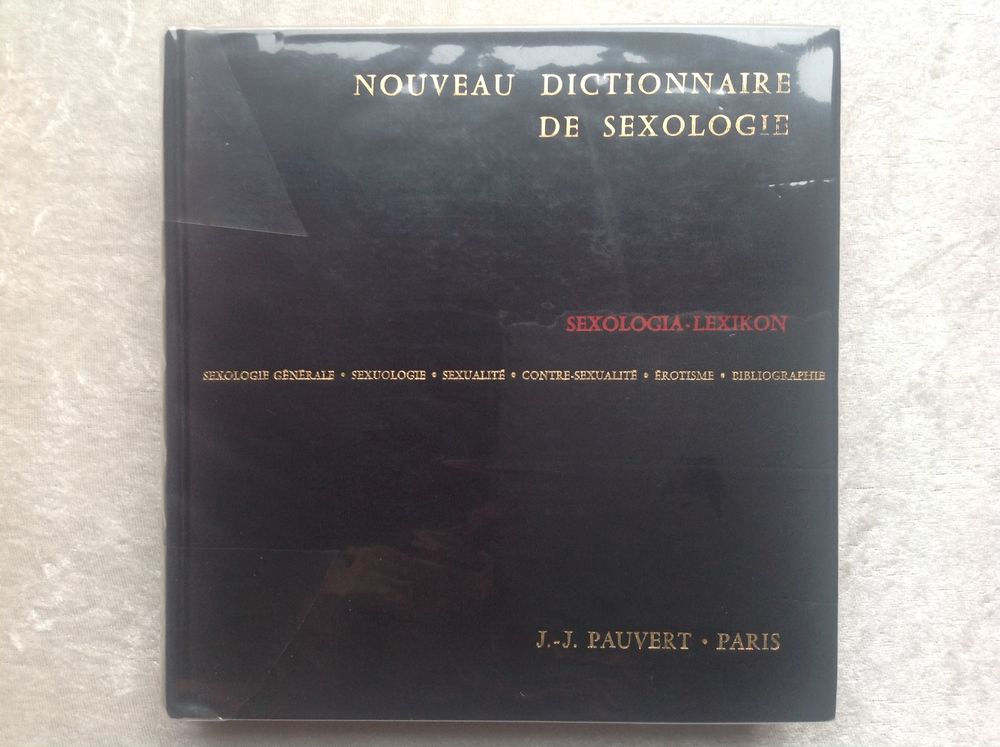 NOUVEAU DICTIONNAIRE
DE SEXOLOGIE
SEXOLOGIA • LEXIKON
SEXOLOGIE GÉNÉRALE • SEXUOLOGIE • SEXUALITÉ • CONTRE-SEXUALITÉ • ÉROTISME • BIBLIOGRAPHIE
J.-J. PAUVERT • PARIS